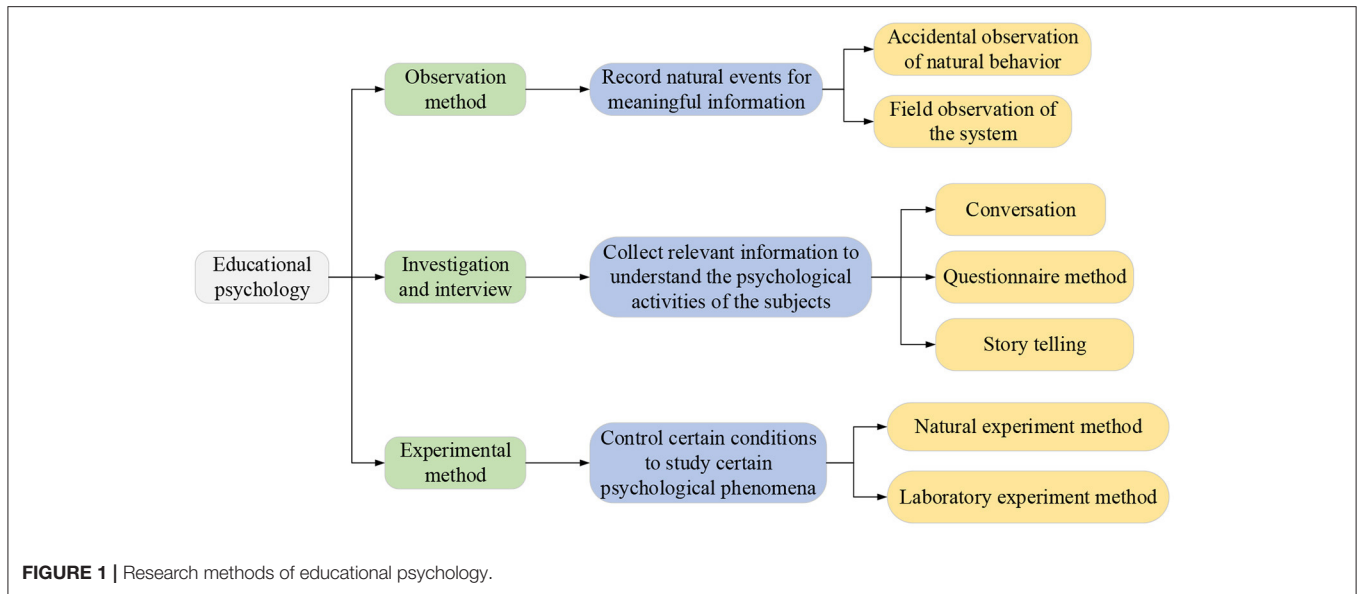 Educational
psychology
Observation
method
Record natural events for
meaningful information
Accidental observation
of natural behavior
Field observation of
the system
Investigation
and interview
Collect relevant information to
understand the psychological
activities of the subjects
Conversation
Questionnaire method
Story telling
Experimental
method
Control certain conditions
to study certain
psychological phenomena
Natural experiment method
Laboratory experiment method
FIGURE 1 | Research methods of educational psychology.